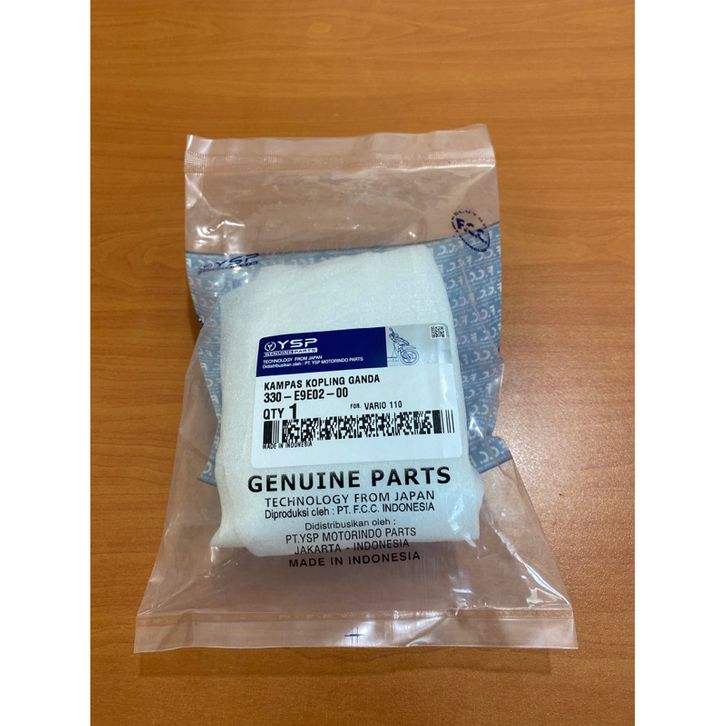 F.C.C.
YSP
YSP
GENUINE PARTS
TECHNOLOGY FROM JAPAN
Didistribusikan oleh : PT. YSP MOTORINDO PARTS
KAMPAS KOPLING GANDA
330-E9E02-00
QTY 1 FOR. VARIO 110
MADE IN INDONESIA
GENUINE PARTS
TECHNOLOGY FROM JAPAN
Diproduksi oleh : PT. F.C.C. INDONESIA
Didistribusikan oleh :
PT.YSP MOTORINDO PARTS
JAKARTA - INDONESIA
MADE IN INDONESIA